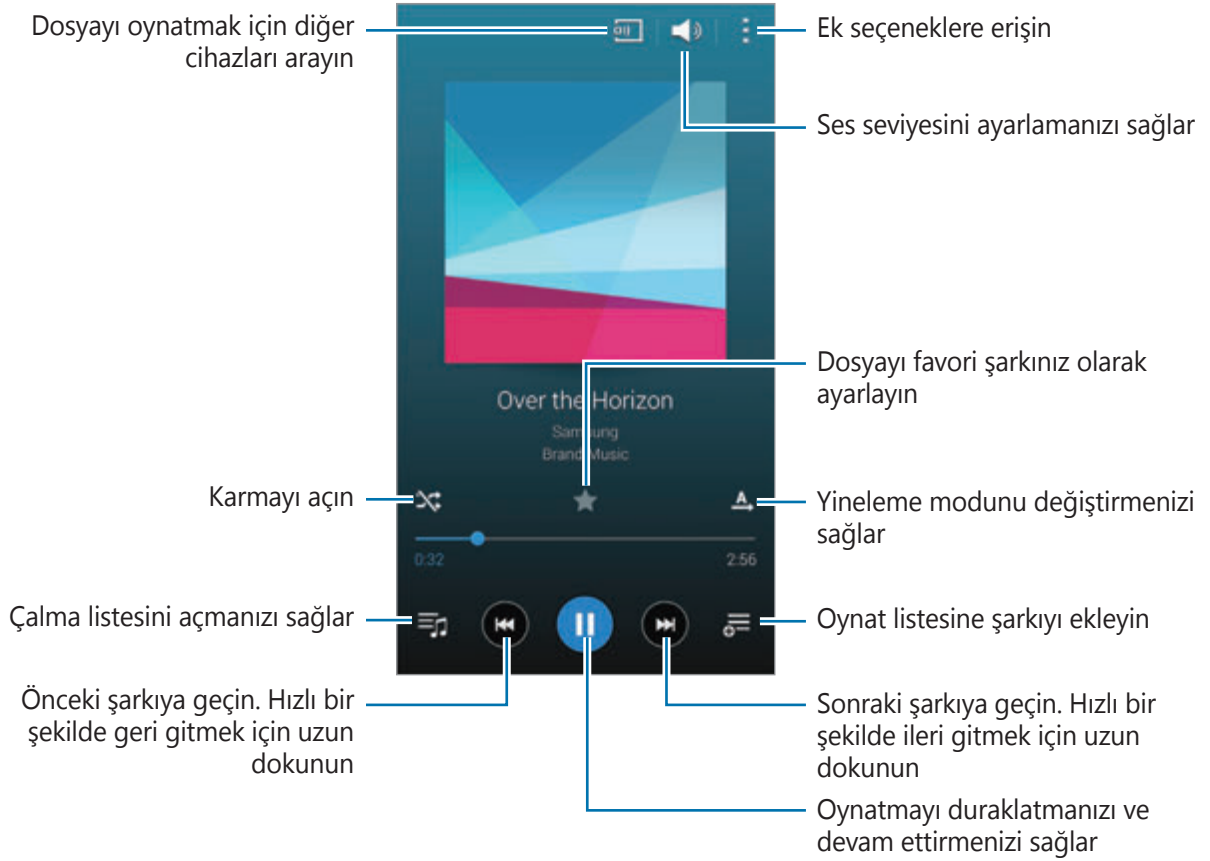 Dosyayı oynatmak için diğer
cihazları arayın
Ek seçeneklere erişin
Ses seviyesini ayarlamanızı sağlar
Dosyayı favori şarkınız olarak
ayarlayın
Over the Horizon
Samsung
Brand Music
Karmayı açın
A
Yineleme modunu değiştirmenizi
sağlar
0:32
2:56
Çalma listesini açmanızı sağlar
Oynat listesine şarkıyı ekleyin
Önceki şarkıya geçin. Hızlı bir
şekilde geri gitmek için uzun
dokunun
Sonraki şarkıya geçin. Hızlı bir
şekilde ileri gitmek için uzun
dokunun
Oynatmayı duraklatmanızı ve
devam ettirmenizi sağlar